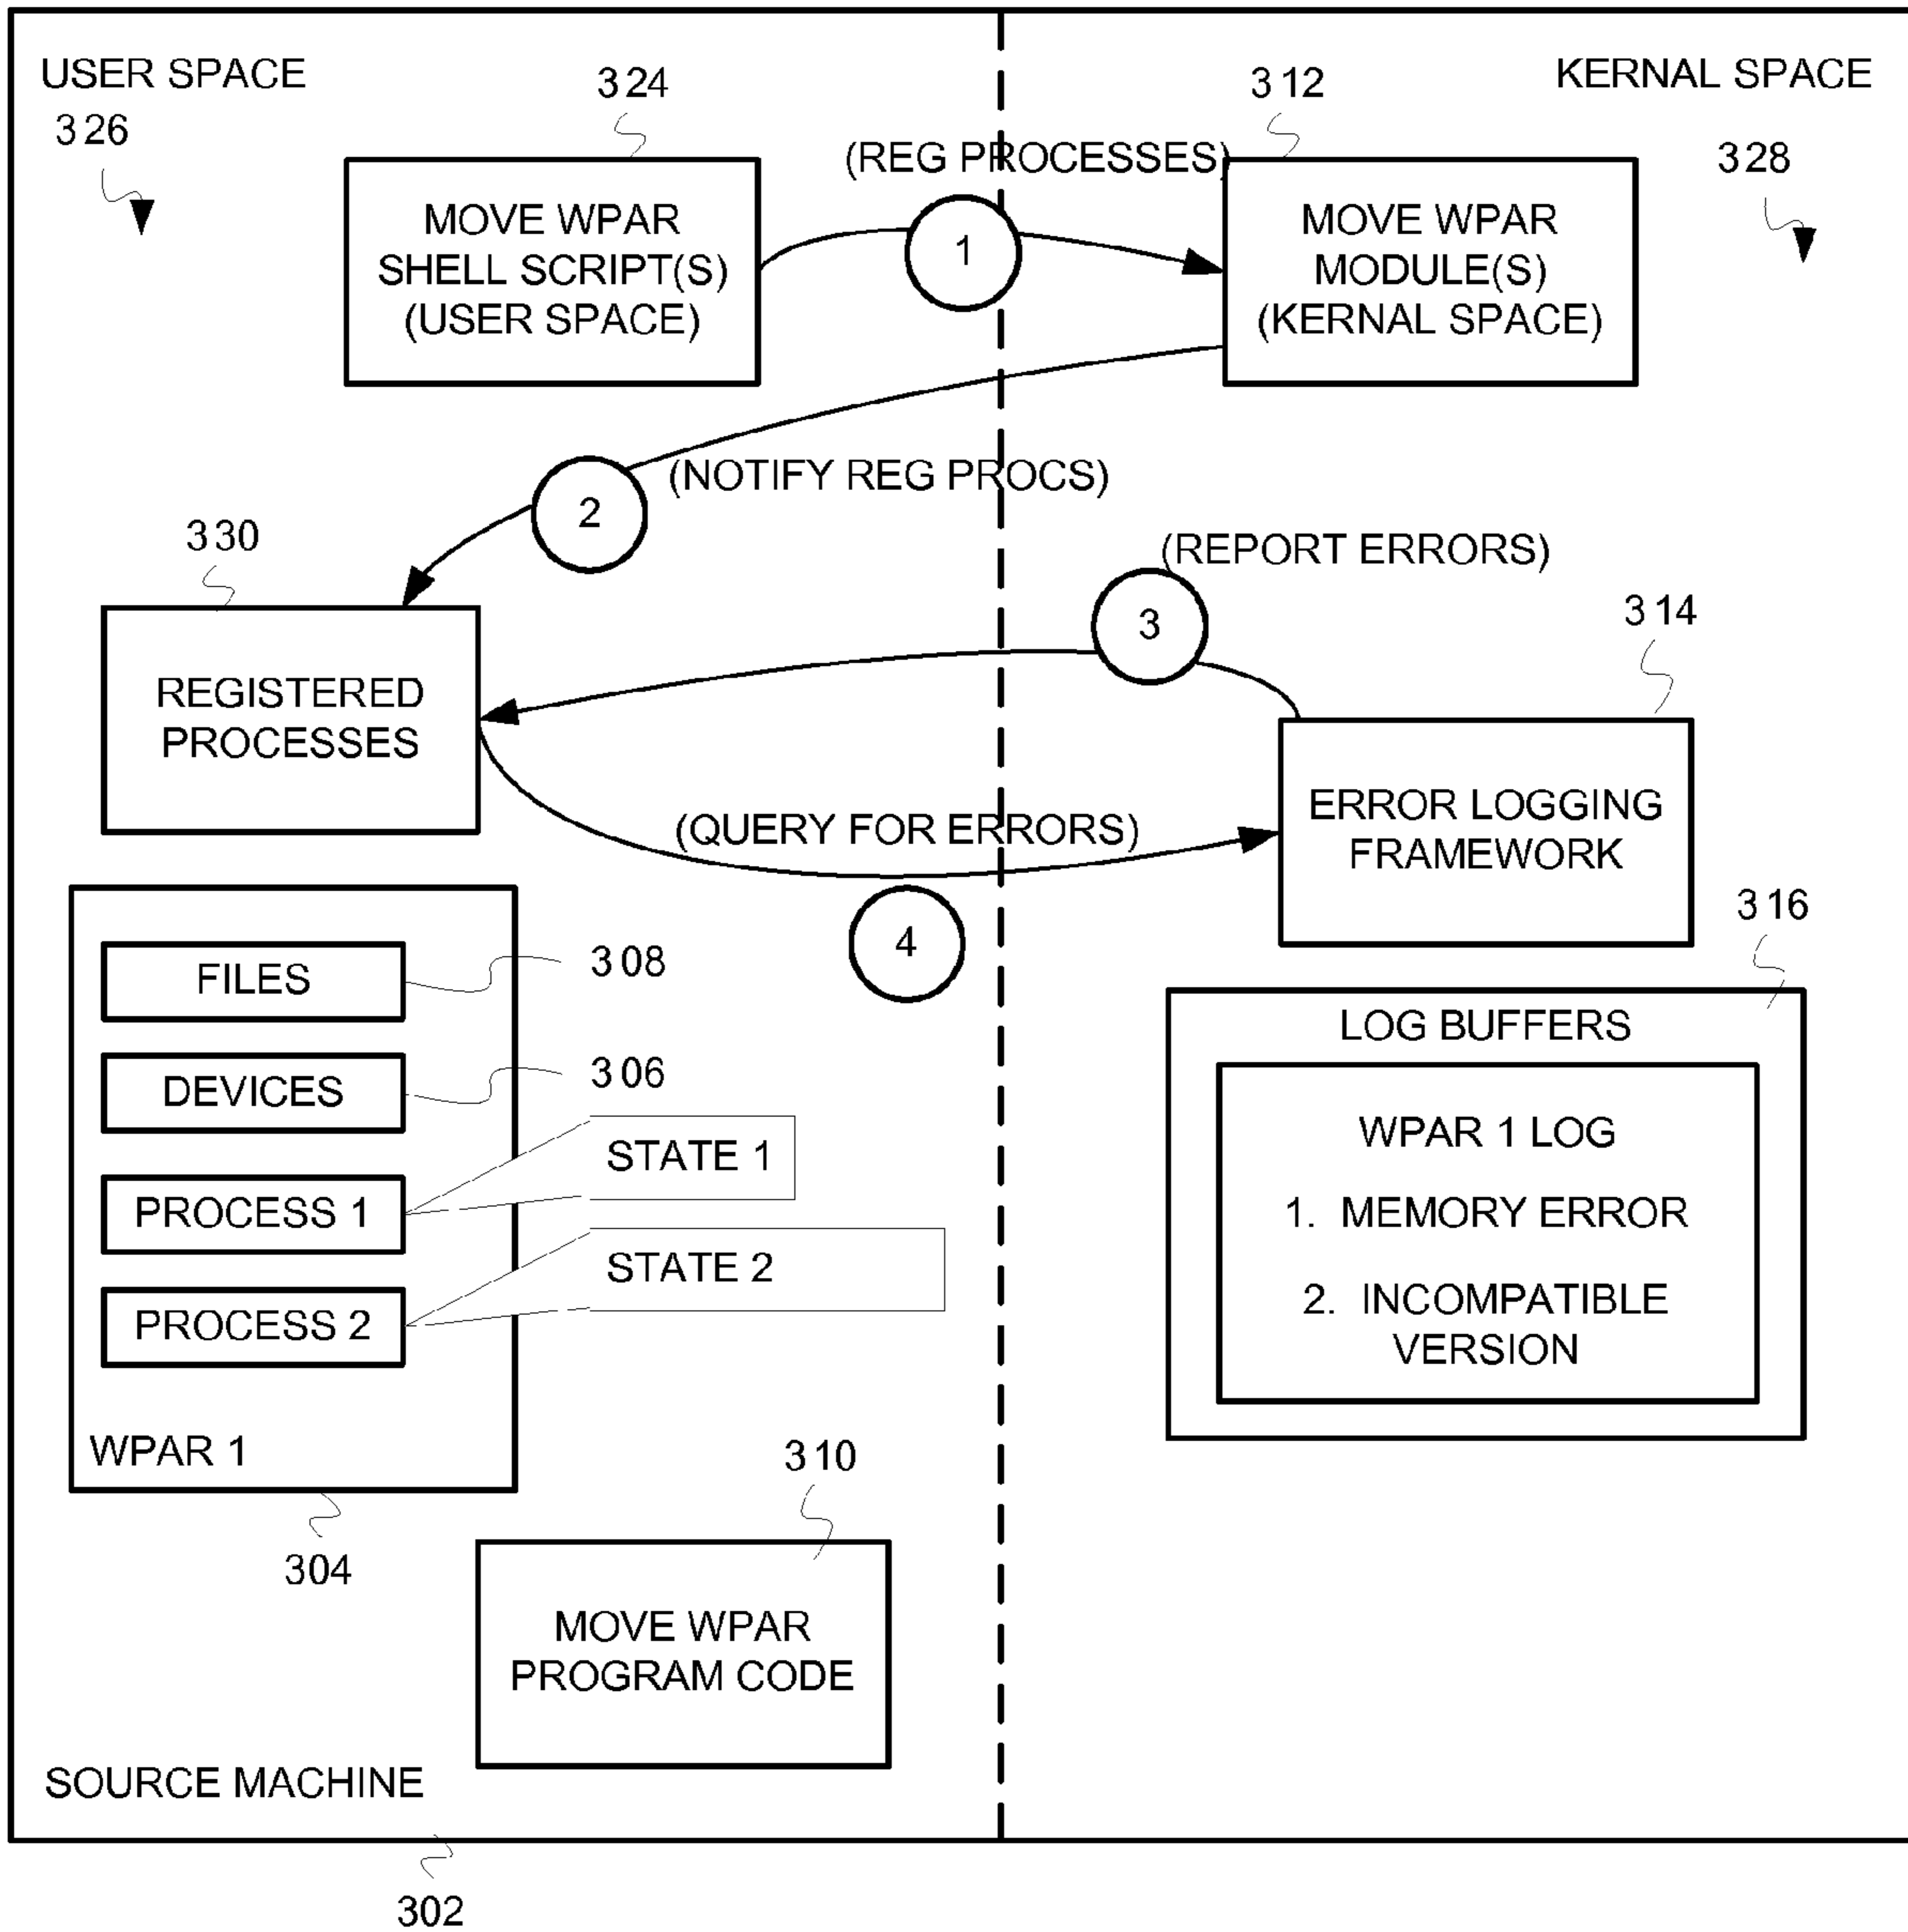 USER SPACE
326
324
312
KERNAL SPACE
328
MOVE WPAR
SHELL SCRIPT(S)
(USER SPACE)
(REG PROCESSES)
1
MOVE WPAR
MODULE(S)
(KERNAL SPACE)
2
(NOTIFY REG PROCS)
330
REGISTERED
PROCESSES
(REPORT ERRORS)
3
314
ERROR LOGGING
FRAMEWORK
(QUERY FOR ERRORS)
4
316
FILES
308
DEVICES
306
PROCESS 1
STATE 1
PROCESS 2
STATE 2
WPAR 1
304
LOG BUFFERS
WPAR 1 LOG
1. MEMORY ERROR
2. INCOMPATIBLE
VERSION
310
MOVE WPAR
PROGRAM CODE
SOURCE MACHINE
302